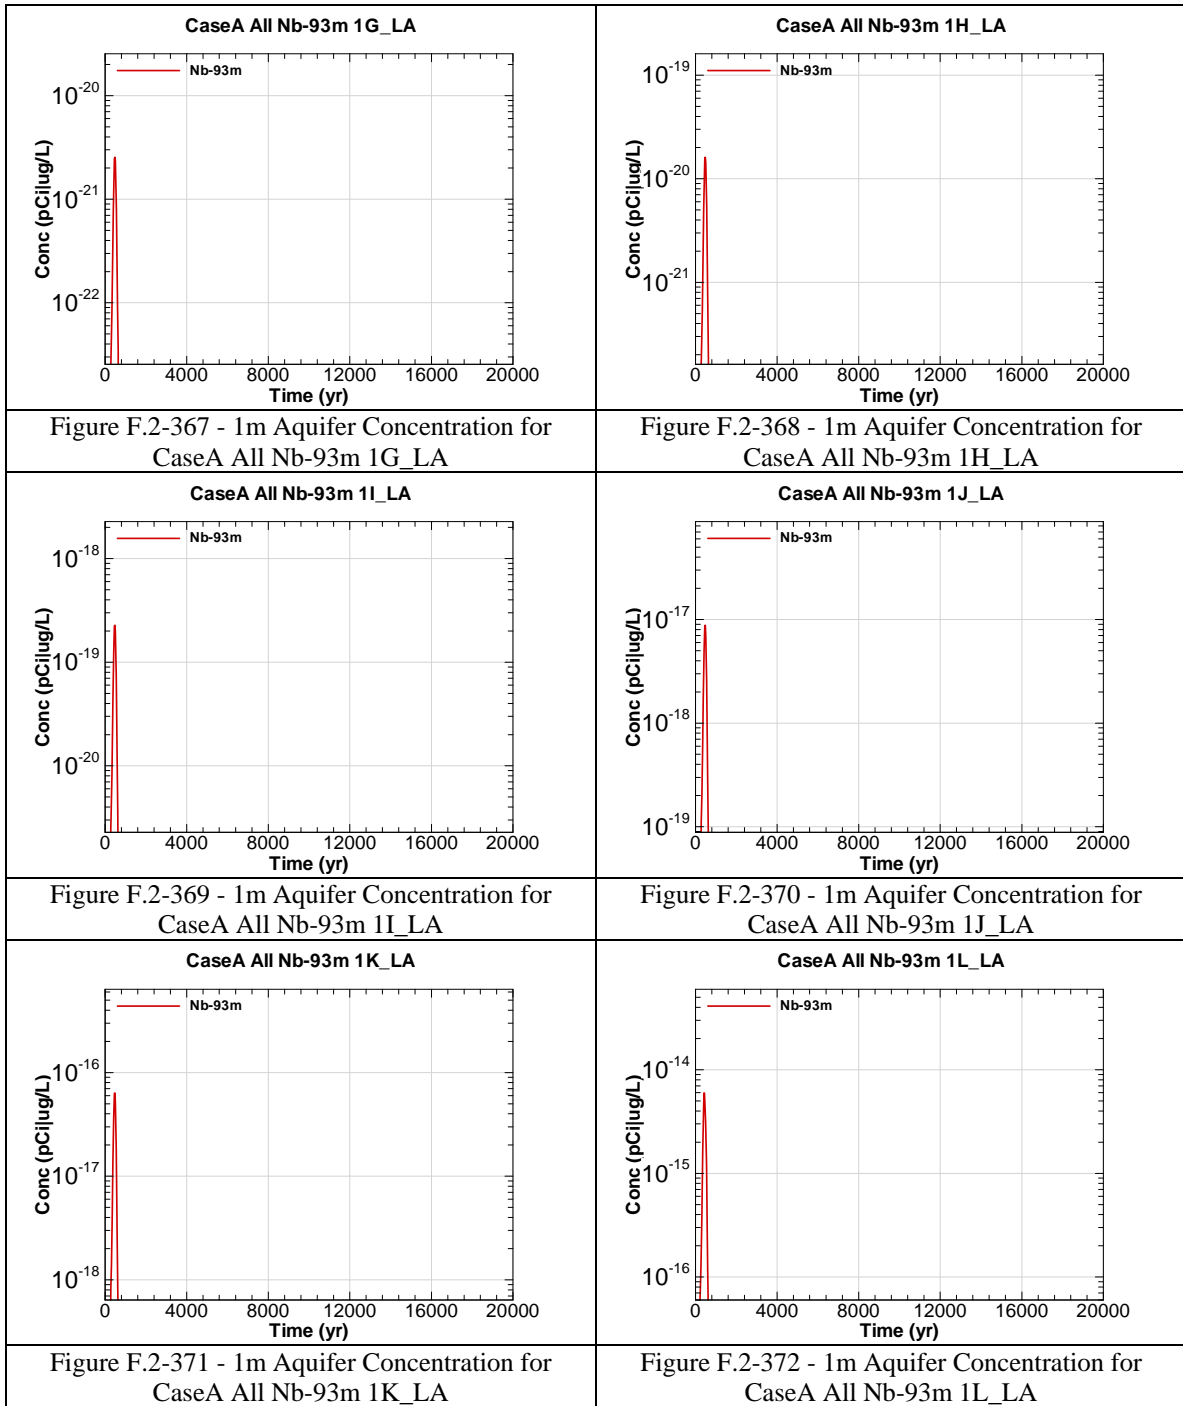 CaseA All Nb-93m 1G_LA
Nb-93m
Conc (pCi|ug/L)
10-20
10-21
10-22
0 4000 8000 12000 16000 20000
Time (yr)
Figure F.2-367 - 1m Aquifer Concentration for
CaseA All Nb-93m 1G_LA
CaseA All Nb-93m 1H_LA
Nb-93m
Conc (pCi|ug/L)
10-19
10-20
10-21
0 4000 8000 12000 16000 20000
Time (yr)
Figure F.2-368 - 1m Aquifer Concentration for
CaseA All Nb-93m 1H_LA
CaseA All Nb-93m 1I_LA
Nb-93m
Conc (pCi|ug/L)
10-18
10-19
10-20
0 4000 8000 12000 16000 20000
Time (yr)
Figure F.2-369 - 1m Aquifer Concentration for
CaseA All Nb-93m 1I_LA
CaseA All Nb-93m 1J_LA
Nb-93m
Conc (pCi|ug/L)
10-17
10-18
10-19
0 4000 8000 12000 16000 20000
Time (yr)
Figure F.2-370 - 1m Aquifer Concentration for
CaseA All Nb-93m 1J_LA
CaseA All Nb-93m 1K_LA
Nb-93m
Conc (pCi|ug/L)
10-16
10-17
10-18
0 4000 8000 12000 16000 20000
Time (yr)
Figure F.2-371 - 1m Aquifer Concentration for
CaseA All Nb-93m 1K_LA
CaseA All Nb-93m 1L_LA
Nb-93m
Conc (pCi|ug/L)
10-14
10-15
10-16
0 4000 8000 12000 16000 20000
Time (yr)
Figure F.2-372 - 1m Aquifer Concentration for
CaseA All Nb-93m 1L_LA